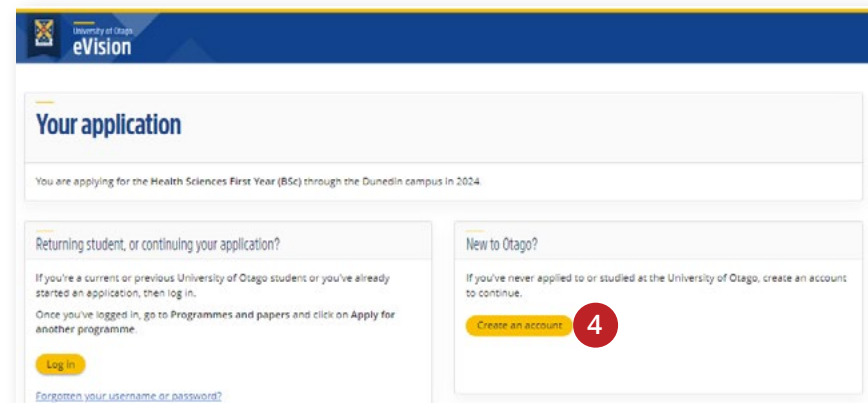 University of Otago
eVision
Your application
You are applying for the Health Sciences First Year (BSc) through the Dunedin campus in 2024.
Returning student, or continuing your application?
If you're a current or previous University of Otago student or you've already
started an application, then log in.
Once you've logged in, go to Programmes and papers and click on Apply for
another programme.
Log in
Forgotten your username or password?
New to Otago?
If you've never applied to or studied at the University of Otago, create an account
to continue.
Create an account
4